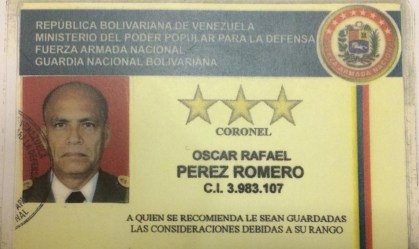 REPÚBLICA BOLIVARIANA DE VENEZUELA
MINISTERIO DEL PODER POPULAR PARA LA DEFENSA
FUERZA ARMADA NACIONAL
GUARDIA NACIONAL BOLIVARIANA
CORONEL
OSCAR RAFAEL
PEREZ ROMERO
C.I. 3.983.107
A QUIEN SE RECOMIENDA LE SEAN GUARDADAS
LAS CONSIDERACIONES DEBIDAS A SU RANGO